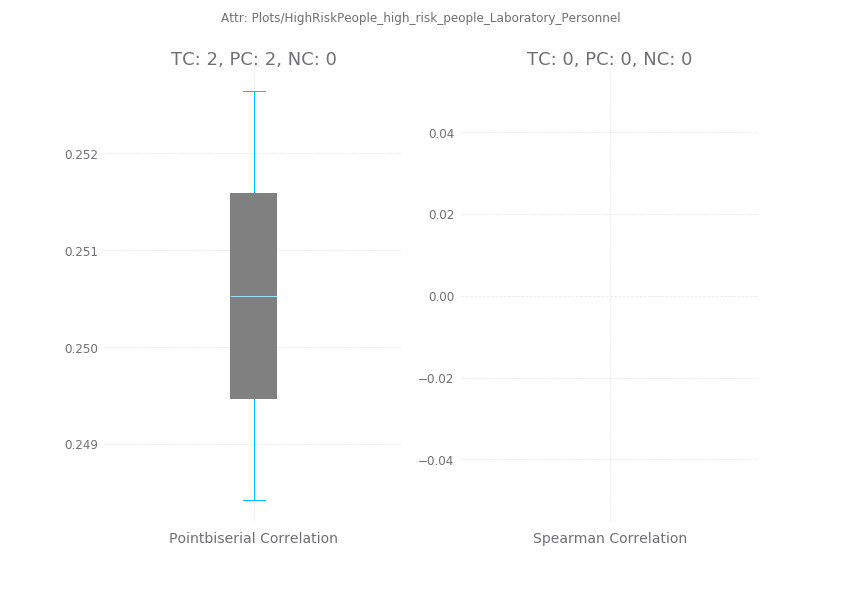 Attr: Plots/HighRiskPeople_high_risk_people_Laboratory_Personnel
TC: 2, PC: 2, NC: 0
0.252
0.251
0.250
0.249
Pointbiserial Correlation
TC: 0, PC: 0, NC: 0
0.04
0.02
0.00
−0.02
−0.04
Spearman Correlation